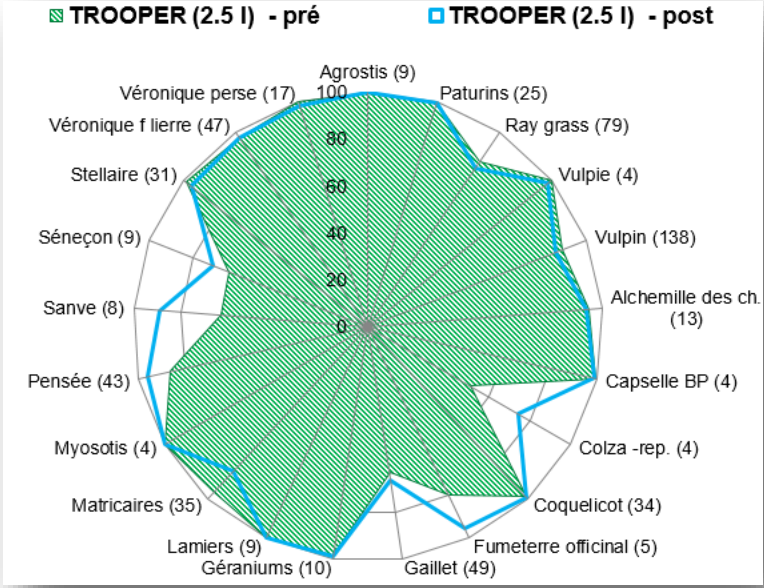 TROOPER (2.5 l) - pré
TROOPER (2.5 l) - post
Agrostis (9)
Paturins (25)
Ray grass (79)
Vulpie (4)
Vulpin (138)
Alchemille des ch.
(13)
Capselle BP (4)
Colza -rep. (4)
Coquelicot (34)
Fumeterre officinal (5)
Gaillet (49)
Géraniums (10)
Lamiers (9)
Matricaires (35)
Myosotis (4)
Pensée (43)
Sanve (8)
Séneçon (9)
Stellaire (31)
Véronique f lierre (47)
Véronique perse (17)
100
80
60
40
20
0